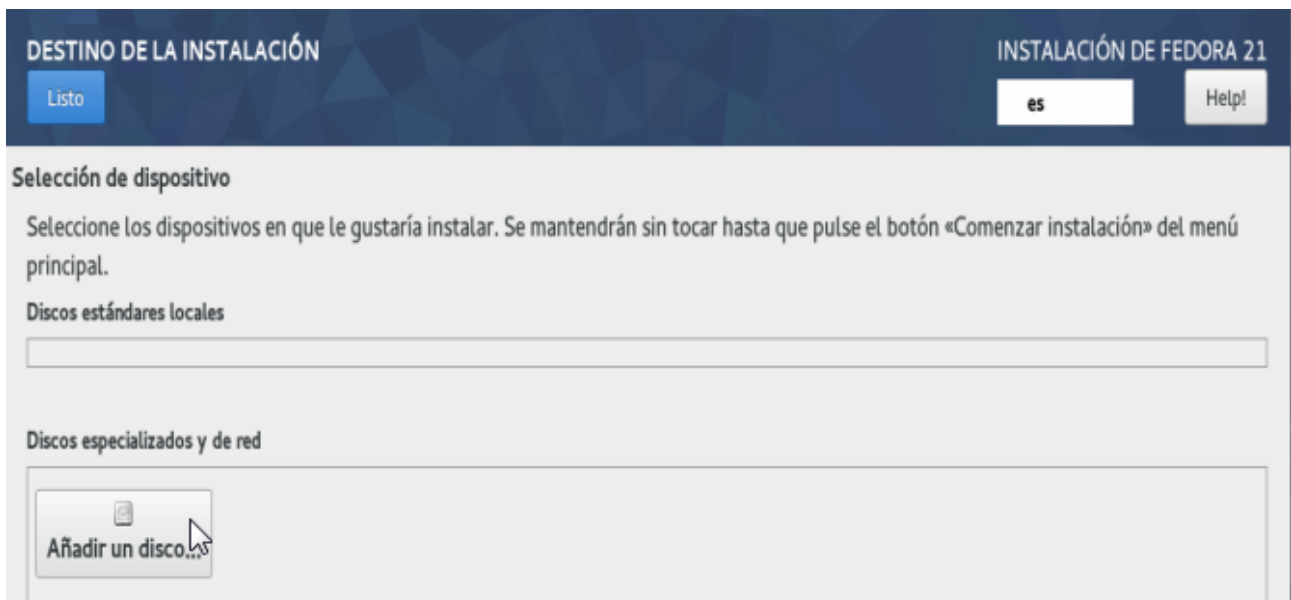 DESTINO DE LA INSTALACIÓN
INSTALACIÓN DE FEDORA 21
Listo
es
Help!
Selección de dispositivo
Seleccione los dispositivos en que le gustaría instalar. Se mantendrán sin tocar hasta que pulse el botón «Comenzar instalación» del menú
principal.
Discos estándares locales
Discos especializados y de red
Añadir un disco...